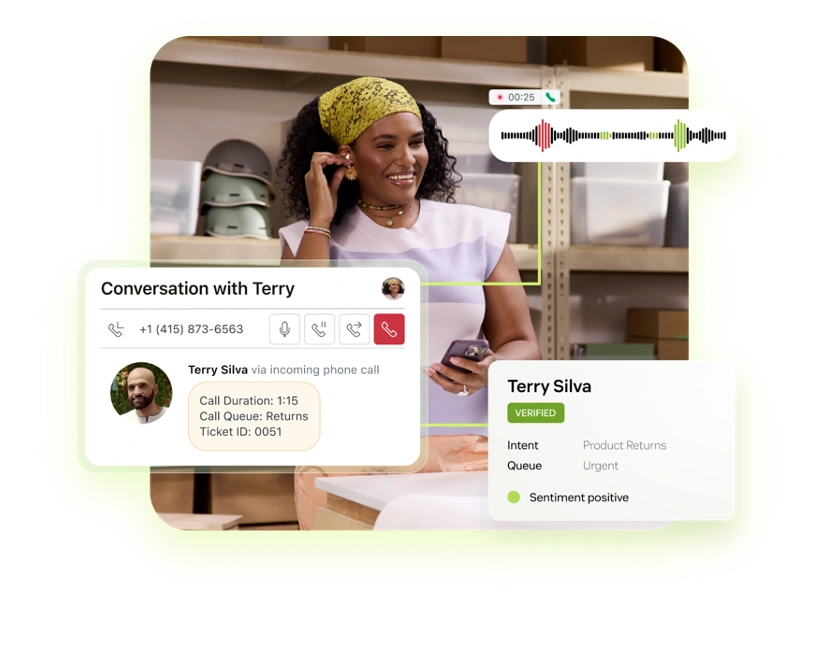 00:25
Conversation with Terry
+1 (415) 873-6563
Terry Silva via incoming phone call
Call Duration: 1:15
Call Queue: Returns
Ticket ID: 0051
Terry Silva
VERIFIED
Intent Product Returns
Queue Urgent
Sentiment positive